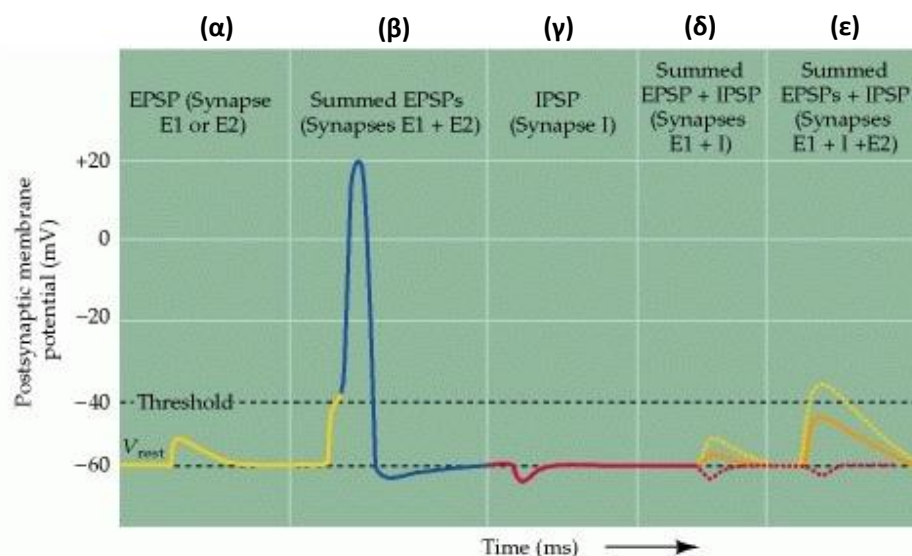 (α)
(β)
(γ)
(δ)
(ε)
EPSP (Synapse
E1 or E2)
Summed EPSPs
(Synapses E1 + E2)
IPSP
(Synapse I)
Summed
EPSP + IPSP
(Synapses
E1 + I)
Summed
EPSPs + IPSP
(Synapses
E1 + I +E2)
Postsynaptic membrane
potential (mV)
+20
0
−20
−40
−60
Threshold
Vrest
Time (ms)